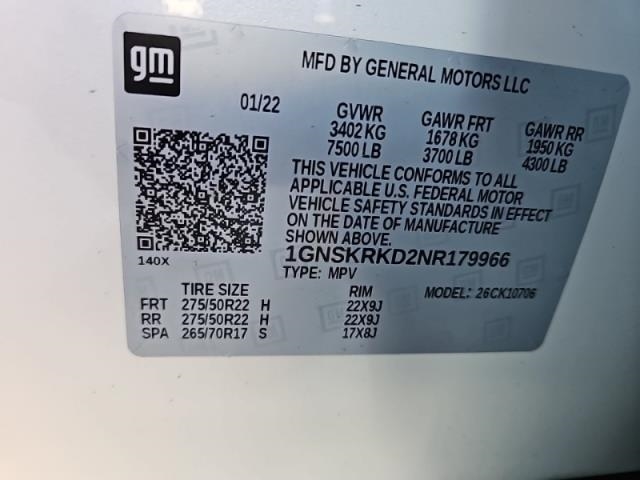 gm
MFD BY GENERAL MOTORS LLC
01/22
GVWR
3402 KG
7500 LB
GAWR FRT
1678 KG
3700 LB
GAWR RR
1950 KG
4300 LB
THIS VEHICLE CONFORMS TO ALL
APPLICABLE U.S. FEDERAL MOTOR
VEHICLE SAFETY STANDARDS IN EFFECT
ON THE DATE OF MANUFACTURE
SHOWN ABOVE.
140X
1GNSKRKD2NR179966
TYPE: MPV
TIRE SIZE RIM MODEL: 26CK10706
FRT 275/50R22 H 22X9J
RR 275/50R22 H 22X9J
SPA 265/70R17 S 17X8J